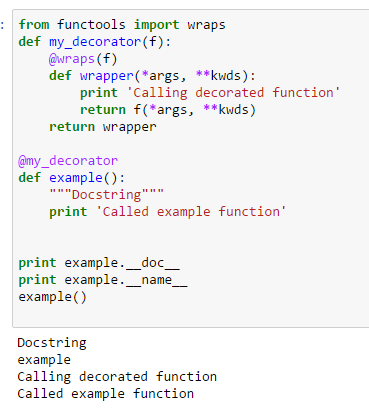 :
from functools import wraps
def my_decorator(f):
    @wraps(f)
    def wrapper(*args, **kwds):
        print 'Calling decorated function'
        return f(*args, **kwds)
    return wrapper

@my_decorator
def example():
    """Docstring"""
    print 'Called example function'


print example.__doc__
print example.__name__
example()

Docstring
example
Calling decorated function
Called example function